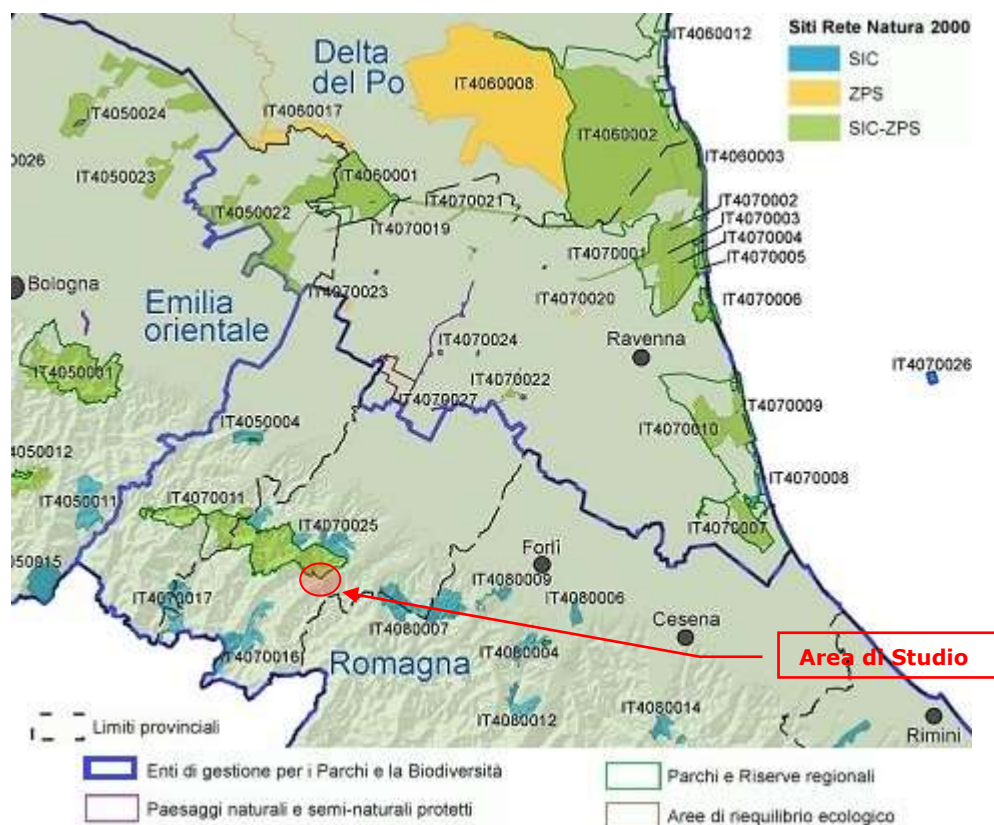 Siti Rete Natura 2000
SIC
ZPS
SIC-ZPS
IT4060012
Delta
del Po
IT4060008
IT4050024
IT4060017
IT4060002
IT4060003
0026
IT4050023
IT4060001
IT4070021
IT4070002
IT4050022
IT4070003
IT4070019
IT4070004
IT4070001
IT4070005
Bologna
IT4070023
IT4070020
IT4070006
Emilia
orientale
IT4070024
Ravenna
IT4050001
IT4070026
IT4070022
IT4070027
IT4070009
IT4050004
IT4070010
4050012
IT4070008
IT4050011
IT4070011
IT4070025
IT4070007
Forlì
050915
IT4080009
IT4070017
IT4080006
IT4080007
Cesena
IT4080004
IT4070016
Romagna
Area di Studio
IT4080012
IT4080014
Rimini
Limiti provinciali
Enti di gestione per i Parchi e la Biodiversità
Parchi e Riserve regionali
Paesaggi naturali e semi-naturali protetti
Aree di riequilibrio ecologico